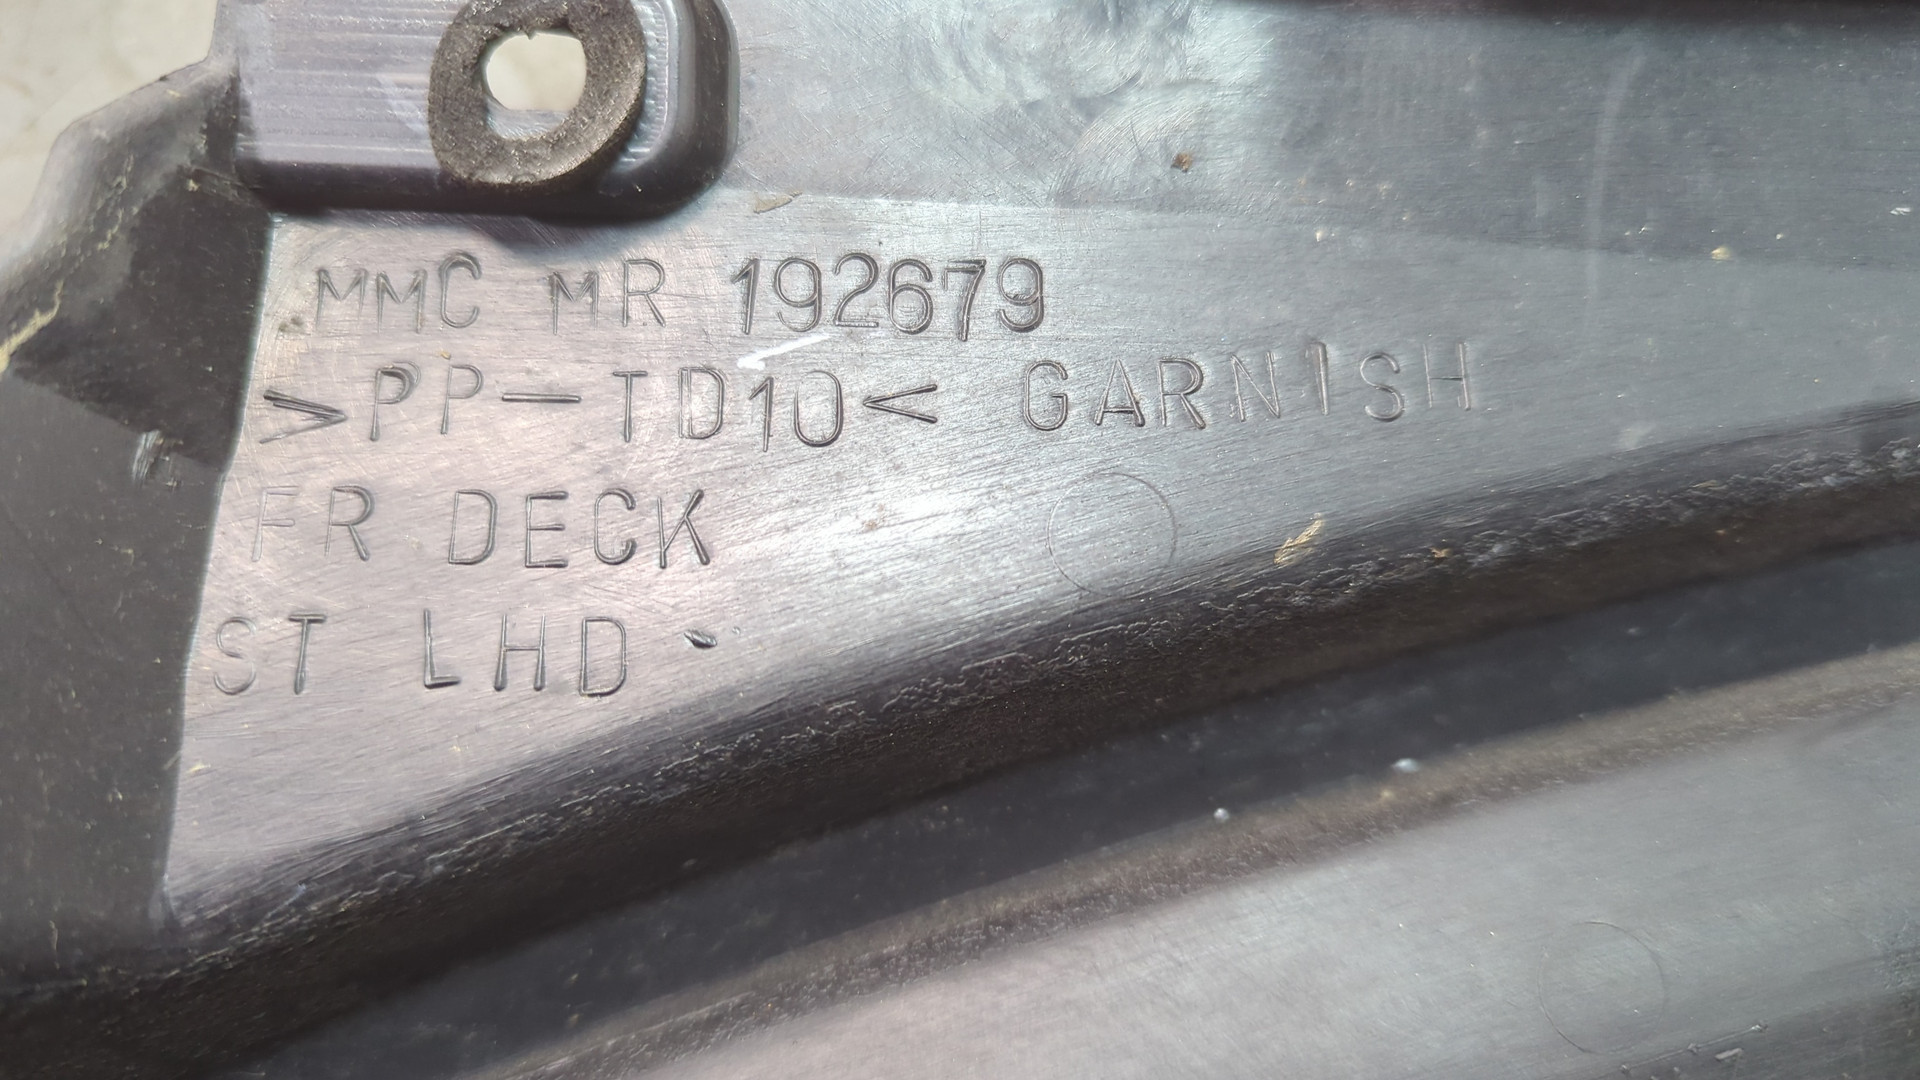 MMC MR 192679
>PP-TD10< GARNISH
FR DECK
ST LHD